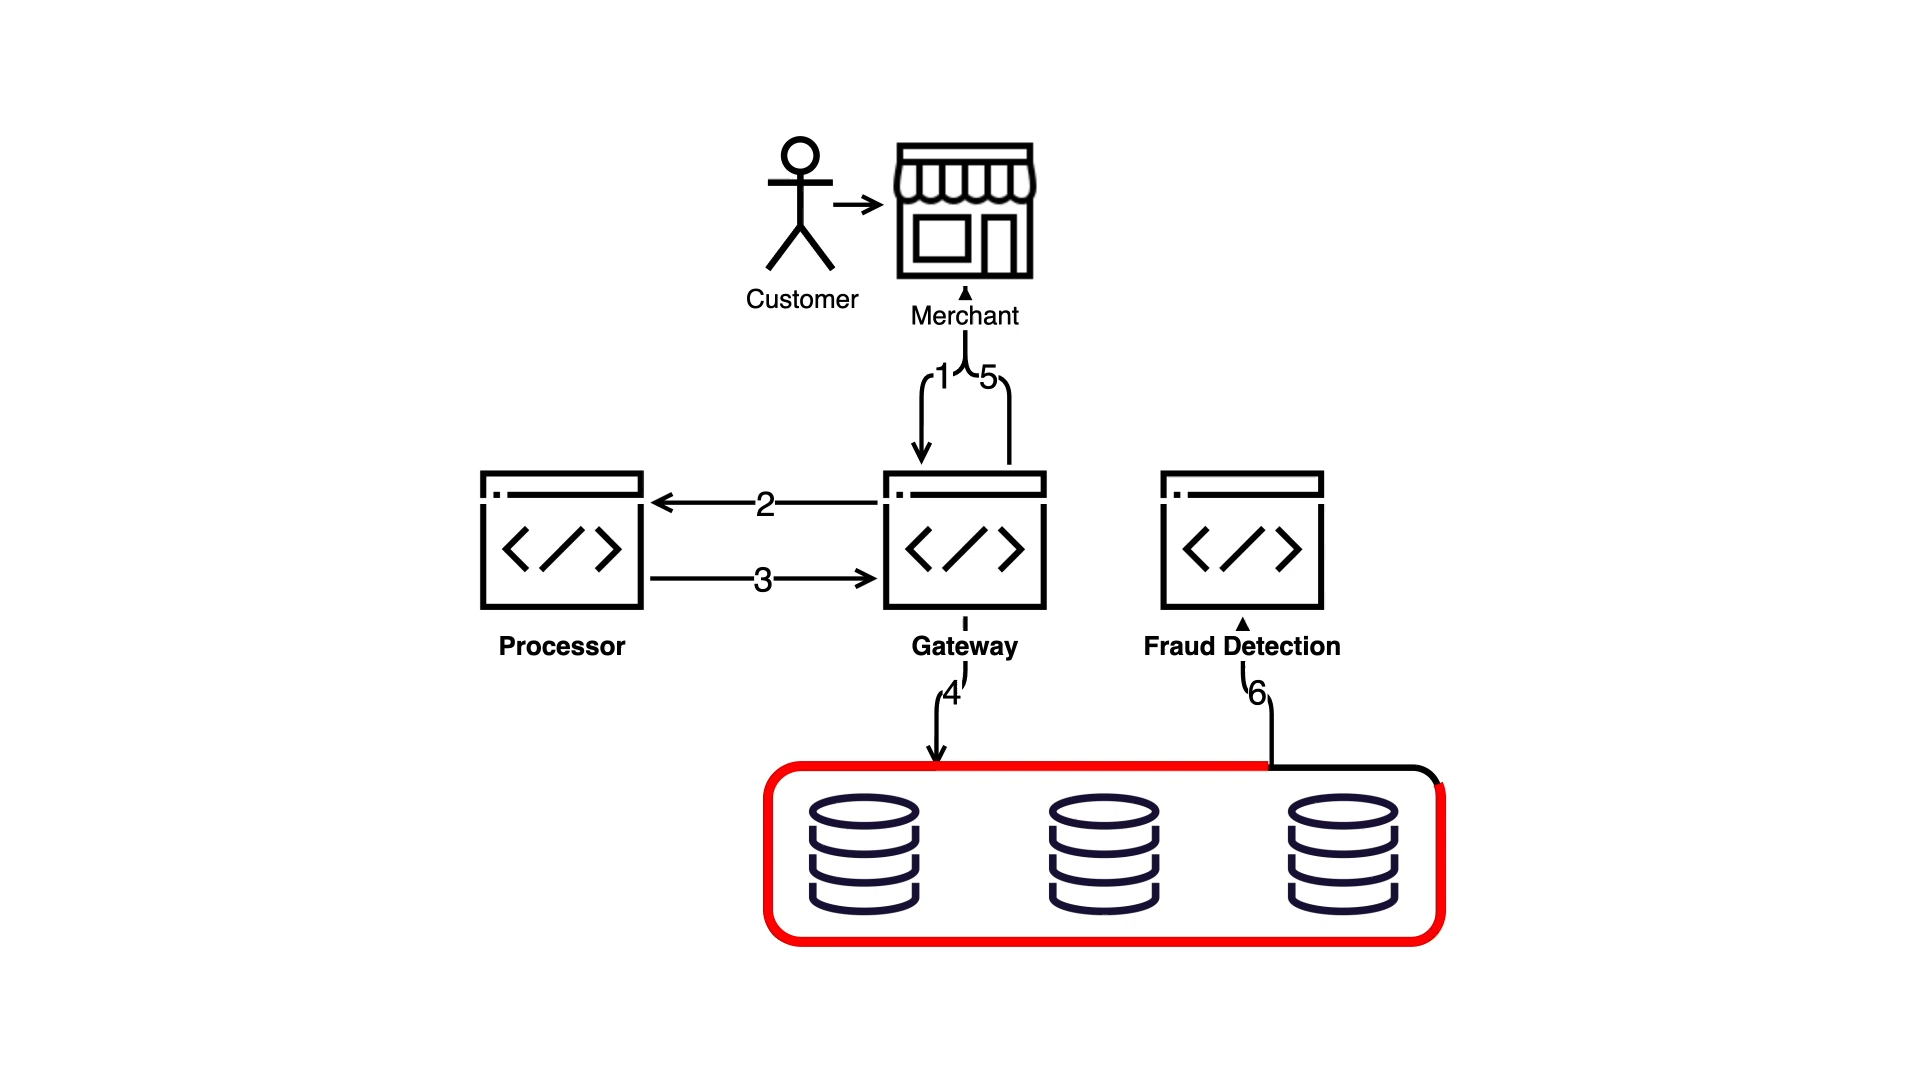 Customer
Merchant
1
5
2
3
Processor
Gateway
Fraud Detection
4
6